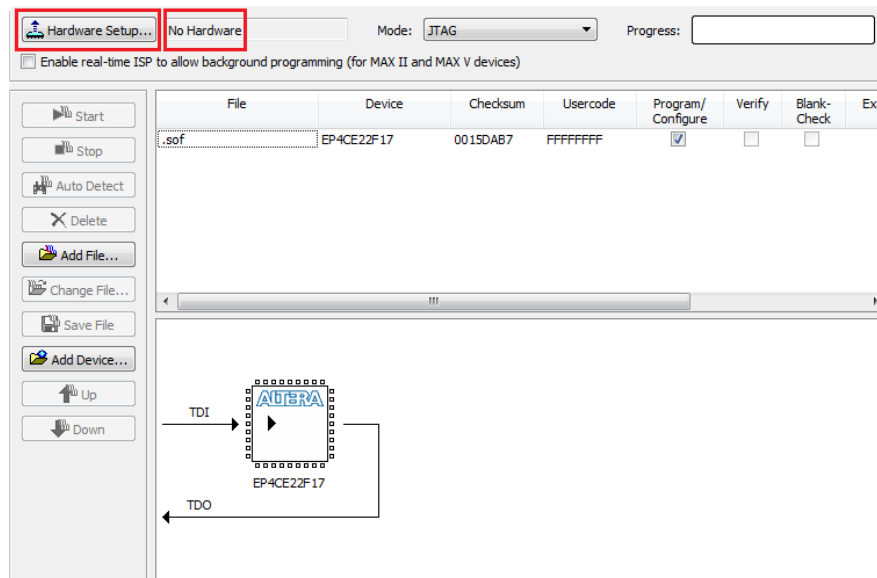 Hardware Setup... No Hardware Mode: JTAG Progress:
Enable real-time ISP to allow background programming (for MAX II and MAX V devices)
Start
Stop
Auto Detect
Delete
Add File...
Change File...
Save File
Add Device...
Up
Down
File Device Checksum Usercode Program/ Verify Blank- Ex
Configure Check
.sof EP4CE22F17 0015DAB7 FFFFFFFF
TDI
ALTERA
EP4CE22F17
TDO